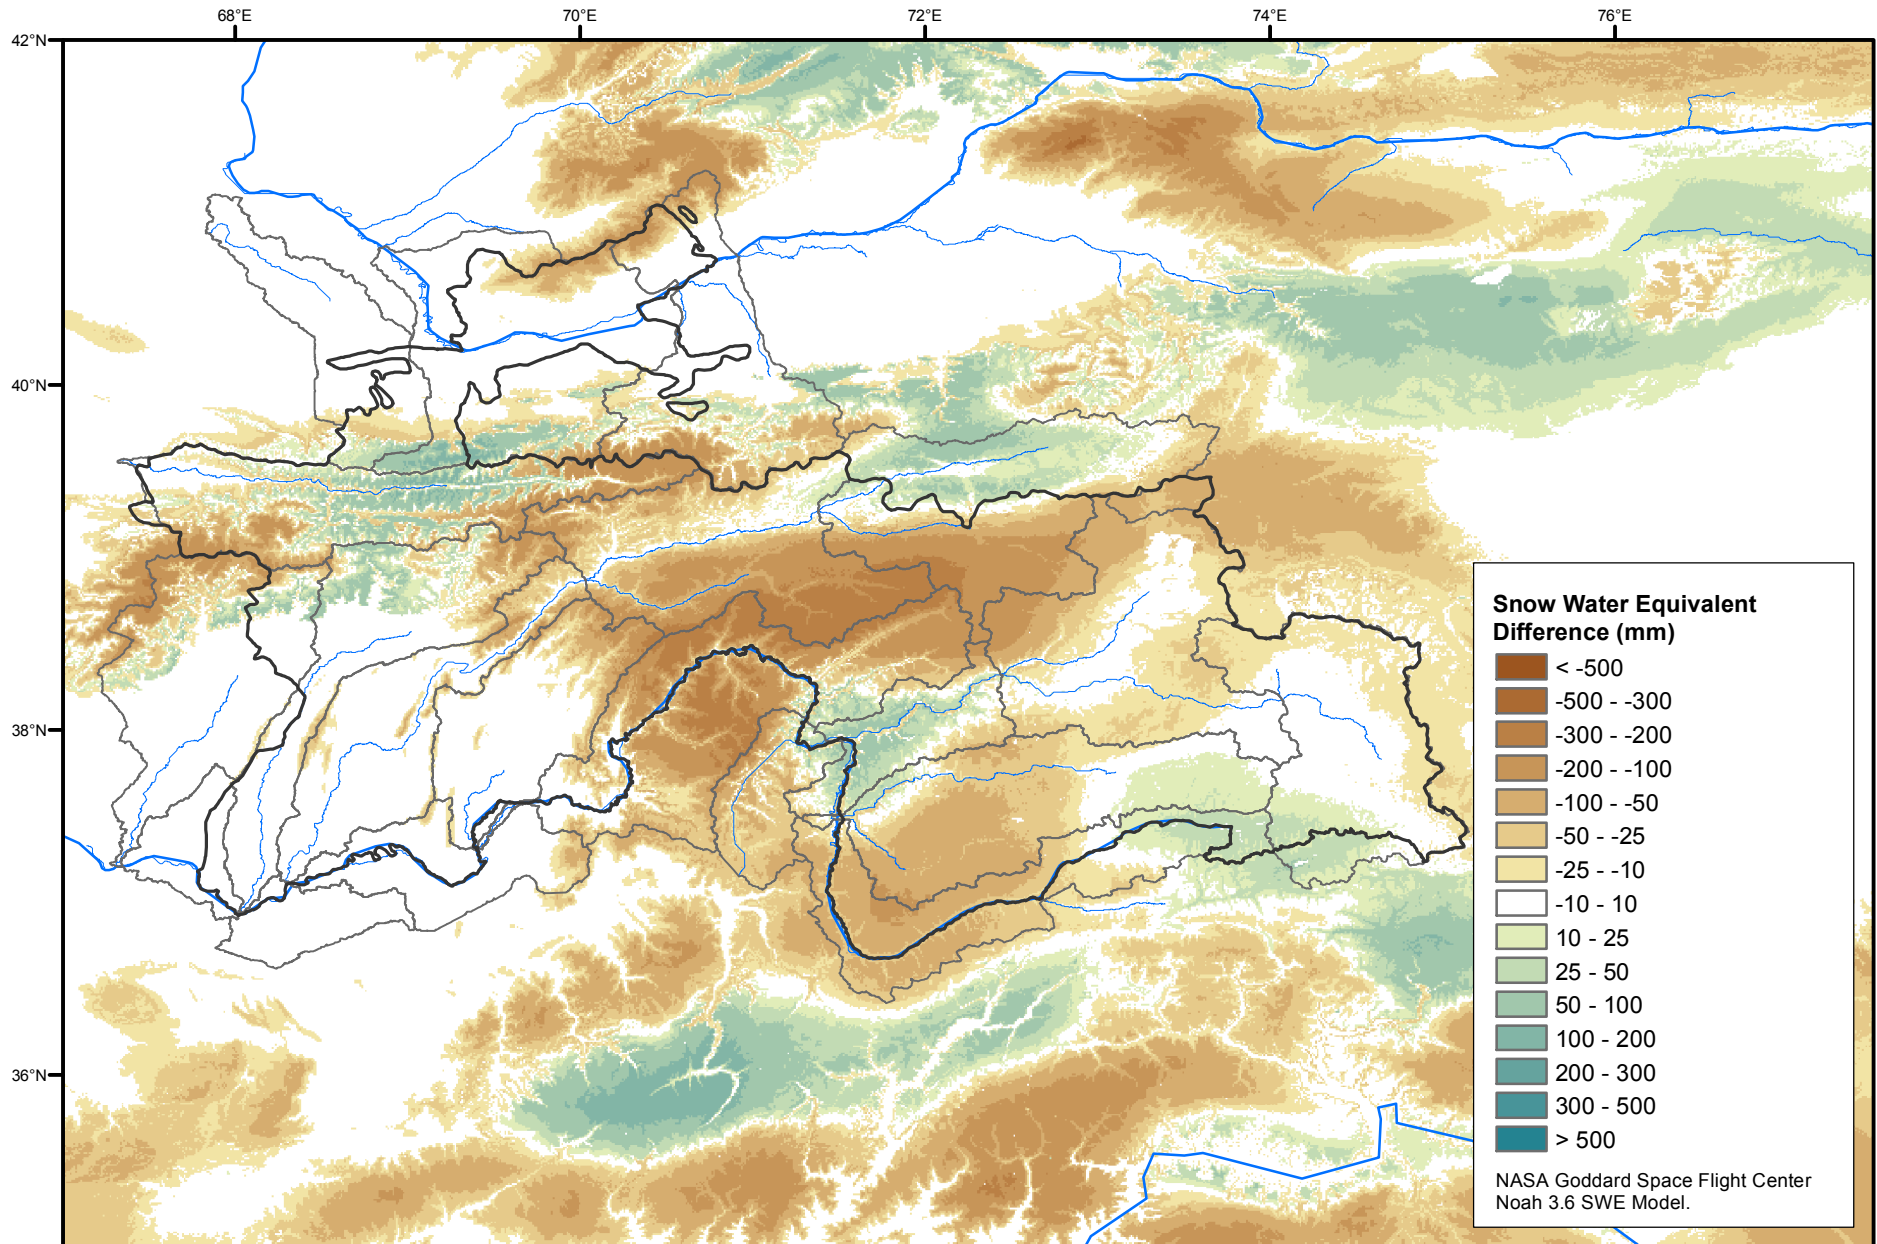 68°E
70°E
72°E
74°E
76°E
42°N
40°N
38°N
36°N
Snow Water Equivalent
Difference (mm)
< -500
-500 - -300
-300 - -200
-200 - -100
-100 - -50
-50 - -25
-25 - -10
-10 - 10
10 - 25
25 - 50
50 - 100
100 - 200
200 - 300
300 - 500
> 500
NASA Goddard Space Flight Center
Noah 3.6 SWE Model.